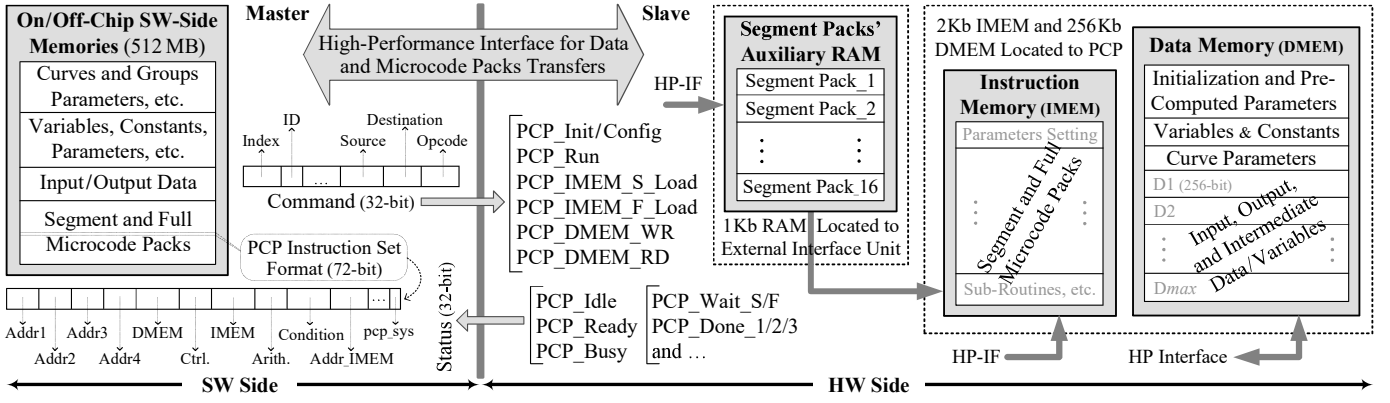 On/Off-Chip SW-Side
Memories (512 MB)
Curves and Groups
Parameters, etc.
Variables, Constants,
Parameters, etc.
Input/Output Data
Segment and Full
Microcode Packs
Master
Slave
High-Performance Interface for Data
and Microcode Packs Transfers
Index
ID
...
Source
Destination
Opcode
Command (32-bit)
PCP Instruction Set
Format (72-bit)
...
Addr1
Addr2
Addr3
Addr4
DMEM
Ctrl.
IMEM
Arith.
Condition
Addr_IMEM
pcp_sys
Status (32-bit)
PCP_Init/Config
PCP_Run
PCP_IMEM_S_Load
PCP_IMEM_F_Load
PCP_DMEM_WR
PCP_DMEM_RD
PCP_Idle
PCP_Ready
PCP_Busy
PCP_Wait_S/F
PCP_Done_1/2/3
and ...
HP-IF
Segment Packs'
Auxiliary RAM
Segment Pack_1
Segment Pack_2
⋮ ⋮
Segment Pack_16
1Kb RAM Located to
External Interface Unit
2Kb IMEM and 256Kb
DMEM Located to PCP
Instruction
Memory (IMEM)
Parameters Setting
⋮ ⋮
Segment and Full
Microcode Packs
Sub-Routines, etc.
HP-IF
Data Memory (DMEM)
Initialization and Pre-
Computed Parameters
Variables & Constants
Curve Parameters
D1 (256-bit)
D2
⋮ ⋮
Input, Output,
and Intermediate
Data/Variables
Dmax
HP Interface
SW Side
HW Side